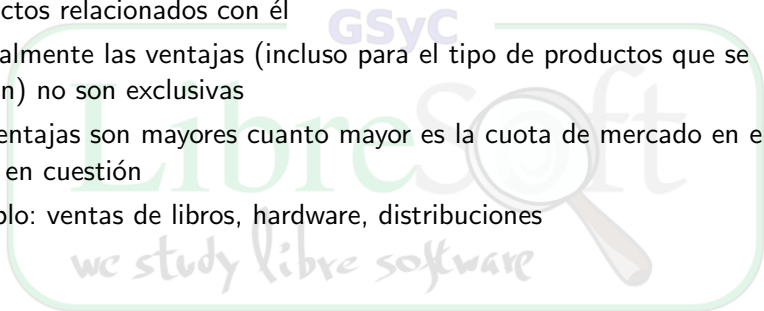 ctos relacionados con él
GSyC
almente las ventajas (incluso para el tipo de productos que se
n) no son exclusivas
entajas son mayores cuanto mayor es la cuota de mercado en e
en cuestión
LibreSoft
plo: ventas de libros, hardware, distribuciones
we study libre software